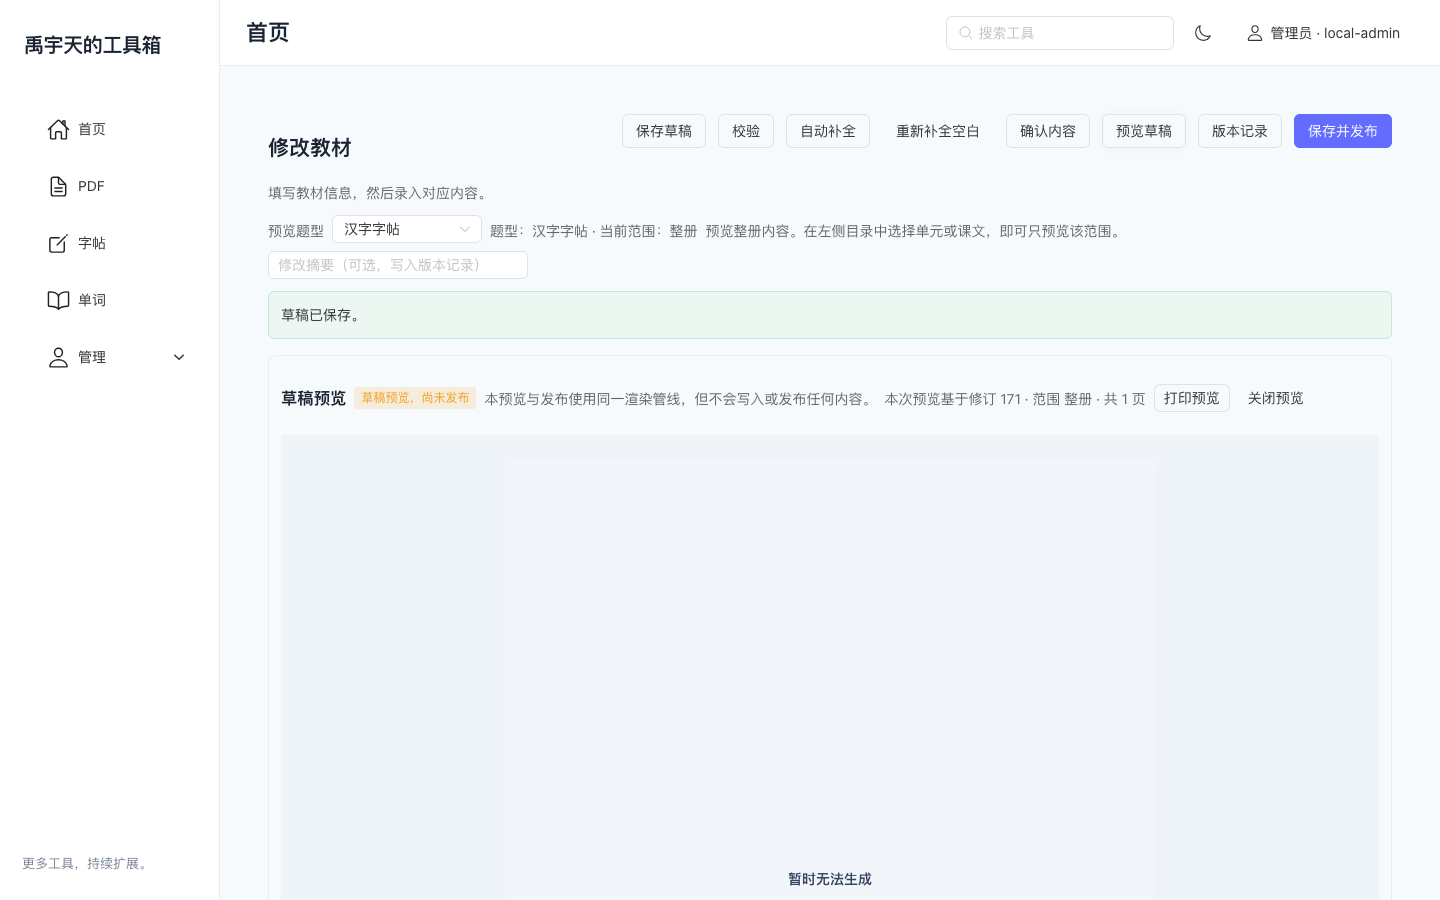 禹宇天的工具箱
首页
PDF
字帖
单词
管理
更多工具，持续扩展。
首页
搜索工具
管理员 · local-admin
修改教材
保存草稿
校验
自动补全
重新补全空白
确认内容
预览草稿
版本记录
保存并发布
填写教材信息，然后录入对应内容。
预览题型 汉字字帖 题型：汉字字帖 · 当前范围：整册 预览整册内容。在左侧目录中选择单元或课文，即可只预览该范围。
修改摘要（可选，写入版本记录）
草稿已保存。
草稿预览 草稿预览，尚未发布 本预览与发布使用同一渲染管线，但不会写入或发布任何内容。 本次预览基于修订 171 · 范围 整册 · 共 1 页 打印预览 关闭预览
暂时无法生成